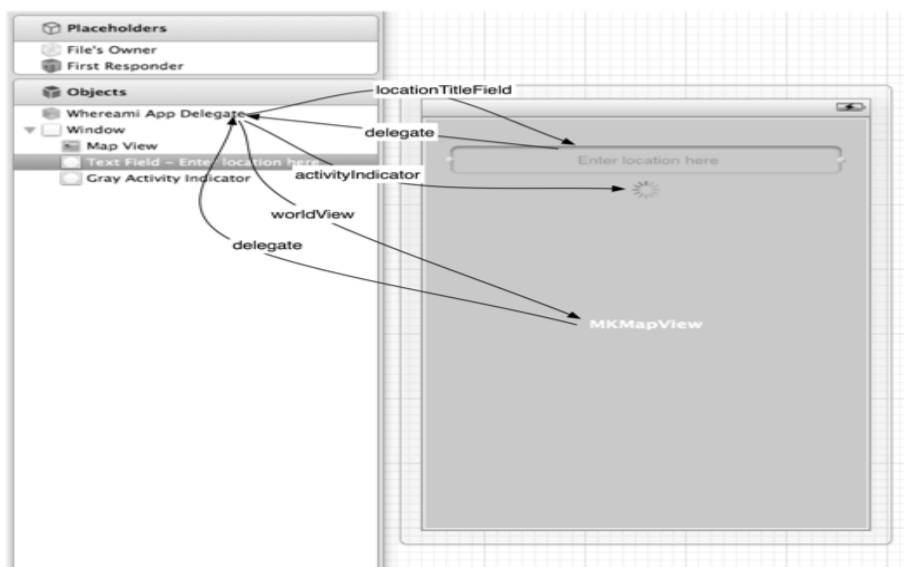 Placeholders
File's Owner
First Responder
Objects
Whereami App Delegate
Window
Map View
Text Field – Enter location here
Gray Activity Indicator
locationTitleField
delegate
Enter location here
activityIndicator
worldView
delegate
MKMapView